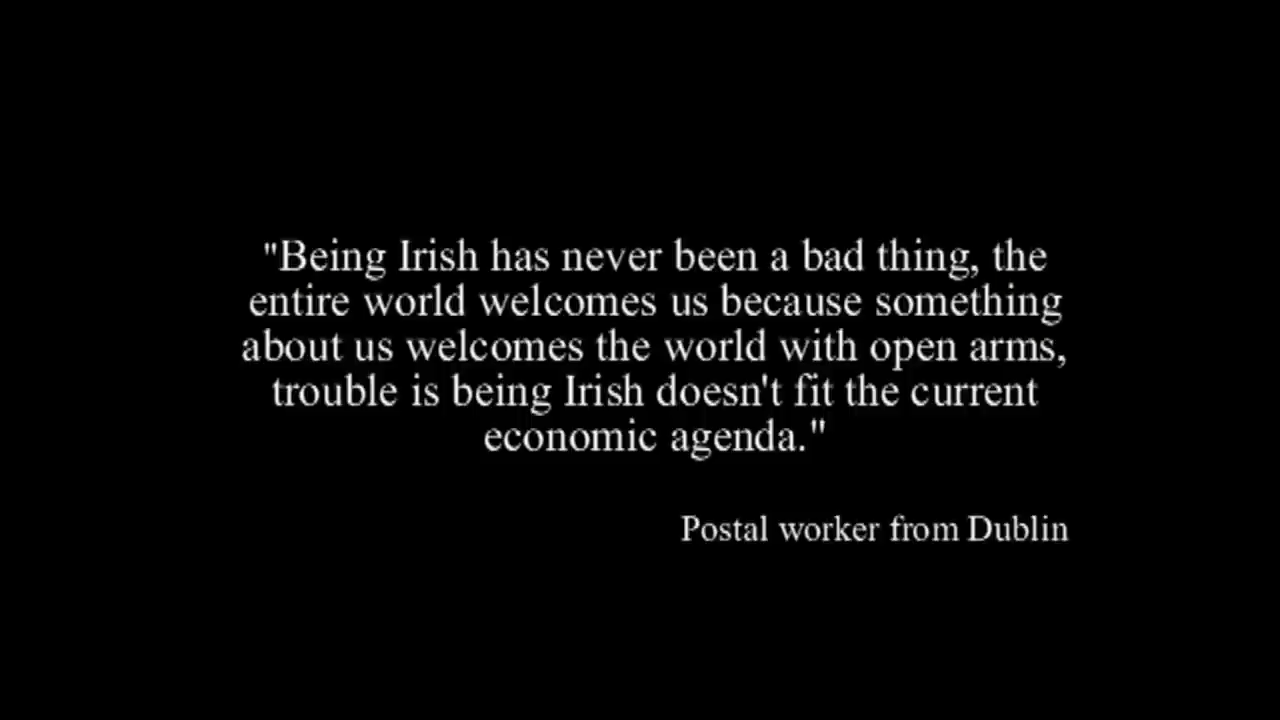 "Being Irish has never been a bad thing, the
entire world welcomes us because something
about us welcomes the world with open arms,
trouble is being Irish doesn't fit the current
economic agenda."
Postal worker from Dublin